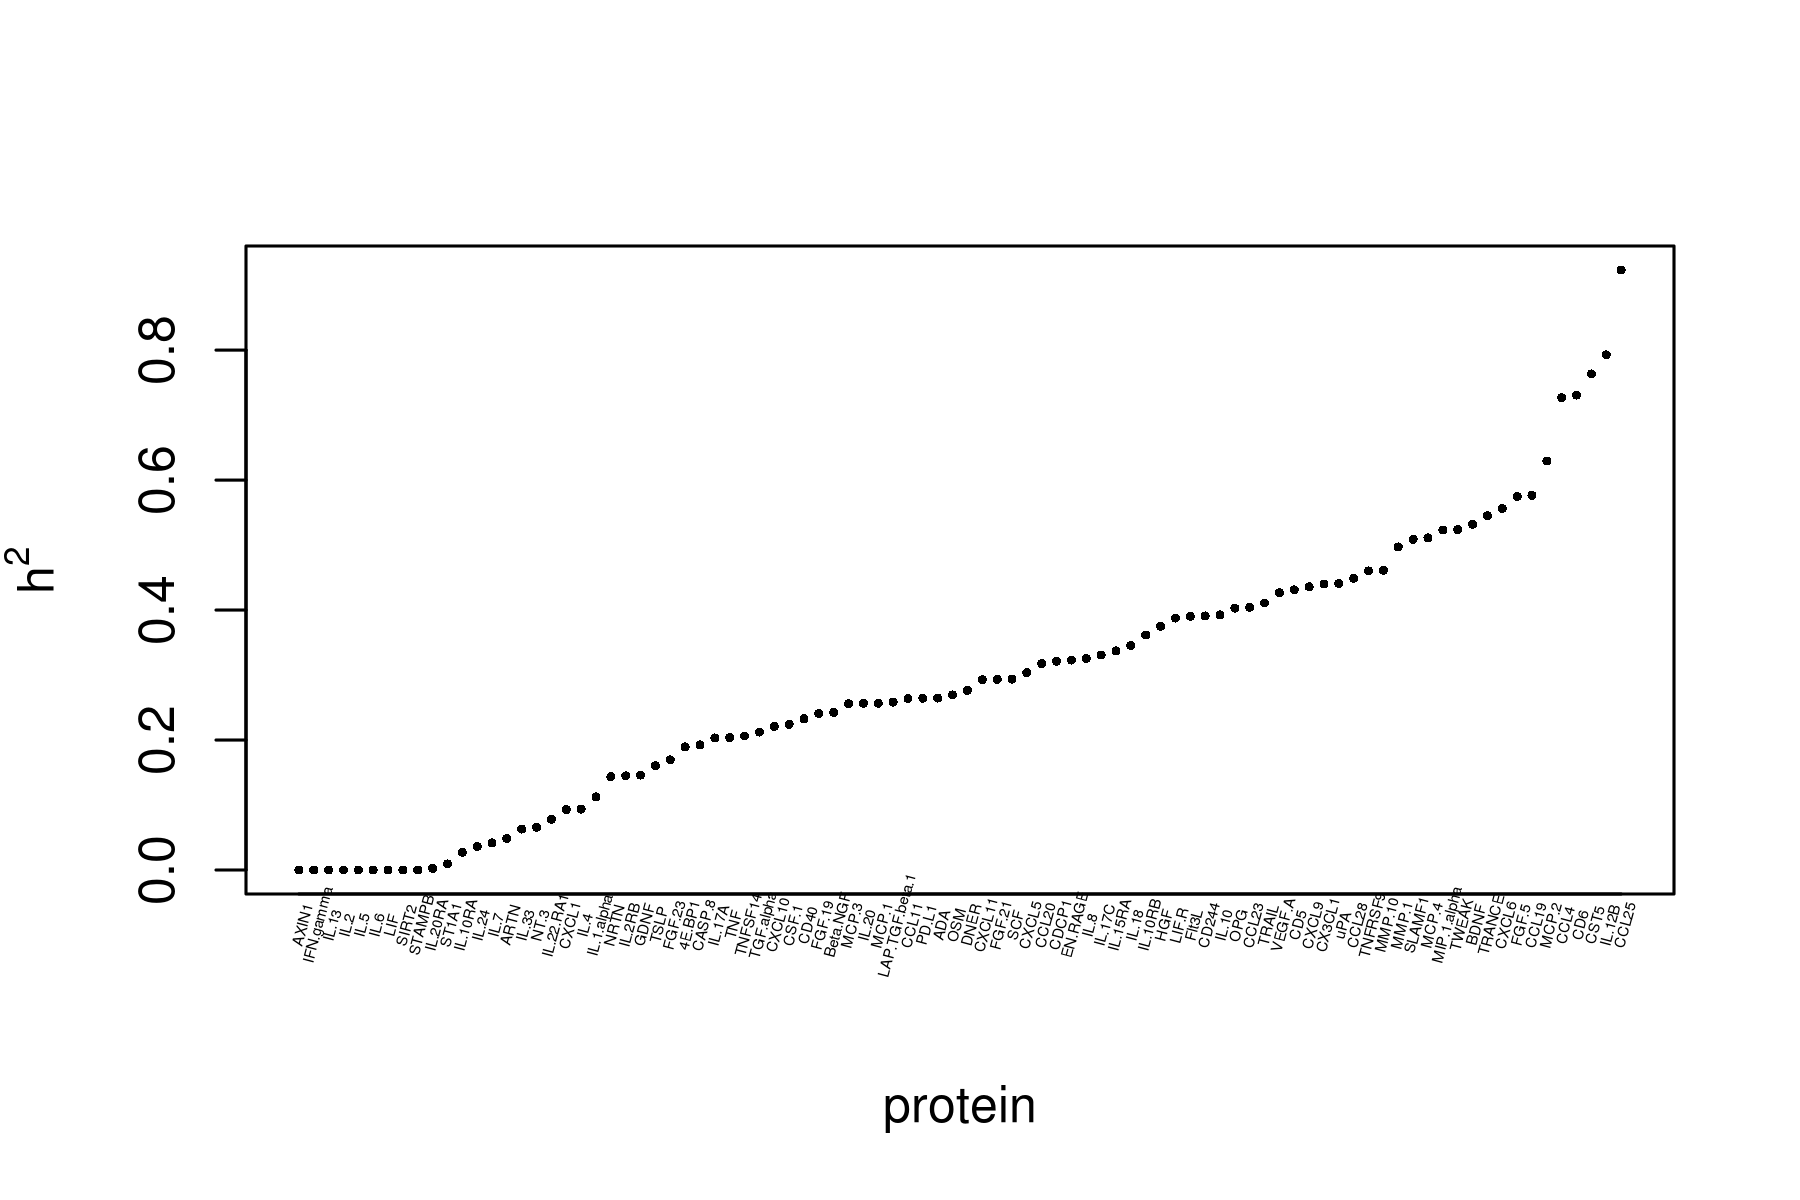 h2
0.0 0.2 0.4 0.6 0.8
AXIN1
IFN.gamma
IL.13
IL.2
IL.5
IL.6
LIF
SIRT2
STAMPB
IL.20RA
ST1A1
IL.10RA
IL.24
IL.7
ARTN
IL.33
NT.3
IL.22.RA1
CXCL1
IL.4
IL.1.alpha
NRTN
IL.2RB
GDNF
TSLP
FGF.23
4E.BP1
CASP.8
IL.17A
TNF
TNFSF14
TGF.alpha
CXCL10
CSF.1
CD40
FGF.19
Beta.NGF
MCP.3
IL.20
MCP.1
LAP.TGF.beta.1
CCL11
PD.L1
ADA
OSM
DNER
CXCL11
FGF.21
SCF
CXCL5
CCL20
CDCP1
EN.RAGE
IL.8
IL.17C
IL.15RA
IL.18
IL.10RB
HGF
LIF.R
Flt3L
CD244
IL.10
OPG
CCL23
TRAIL
VEGF.A
CD5
CXCL9
CX3CL1
uPA
CCL28
TNFRSF9
MMP.10
MMP.1
SLAMF1
MCP.4
MIP.1.alpha
TWEAK
BDNF
TRANCE
CXCL6
FGF.5
CCL19
MCP.2
CCL4
CD6
CST5
IL.12B
CCL25
protein